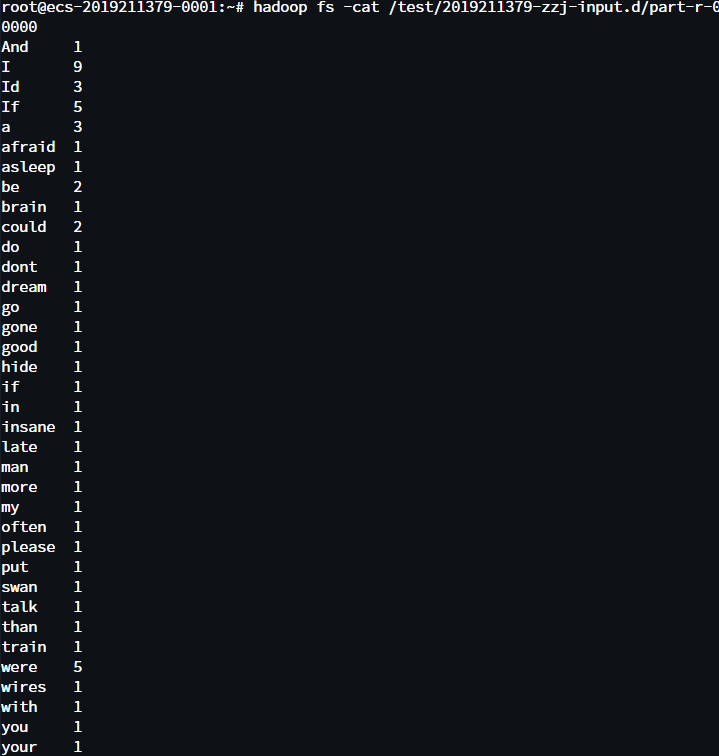 root@ecs-2019211379-0001:~# hadoop fs -cat /test/2019211379-zzj-input.d/part-r-0
0000
And 1
I 9
Id 3
If 5
a 3
afraid 1
asleep 1
be 2
brain 1
could 2
do 1
dont 1
dream 1
go 1
gone 1
good 1
hide 1
if 1
in 1
insane 1
late 1
man 1
more 1
my 1
often 1
please 1
put 1
swan 1
talk 1
than 1
train 1
were 5
wires 1
with 1
you 1
your 1